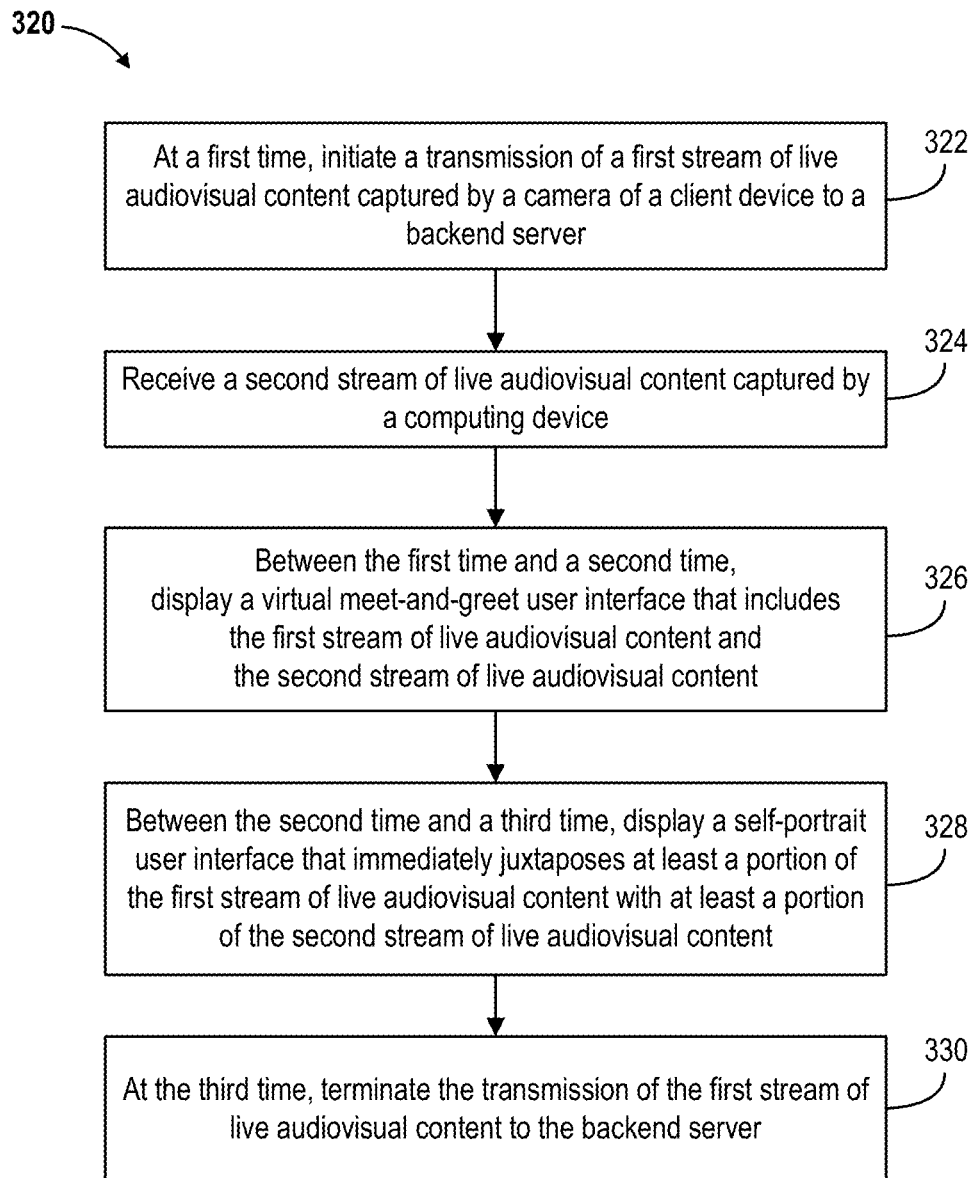 320
At a first time, initiate a transmission of a first stream of live
audiovisual content captured by a camera of a client device to a
backend server
322
Receive a second stream of live audiovisual content captured by
a computing device
324
Between the first time and a second time,
display a virtual meet-and-greet user interface that includes
the first stream of live audiovisual content and
the second stream of live audiovisual content
326
Between the second time and a third time, display a self-portrait
user interface that immediately juxtaposes at least a portion of
the first stream of live audiovisual content with at least a portion
of the second stream of live audiovisual content
328
At the third time, terminate the transmission of the first stream of
live audiovisual content to the backend server
330